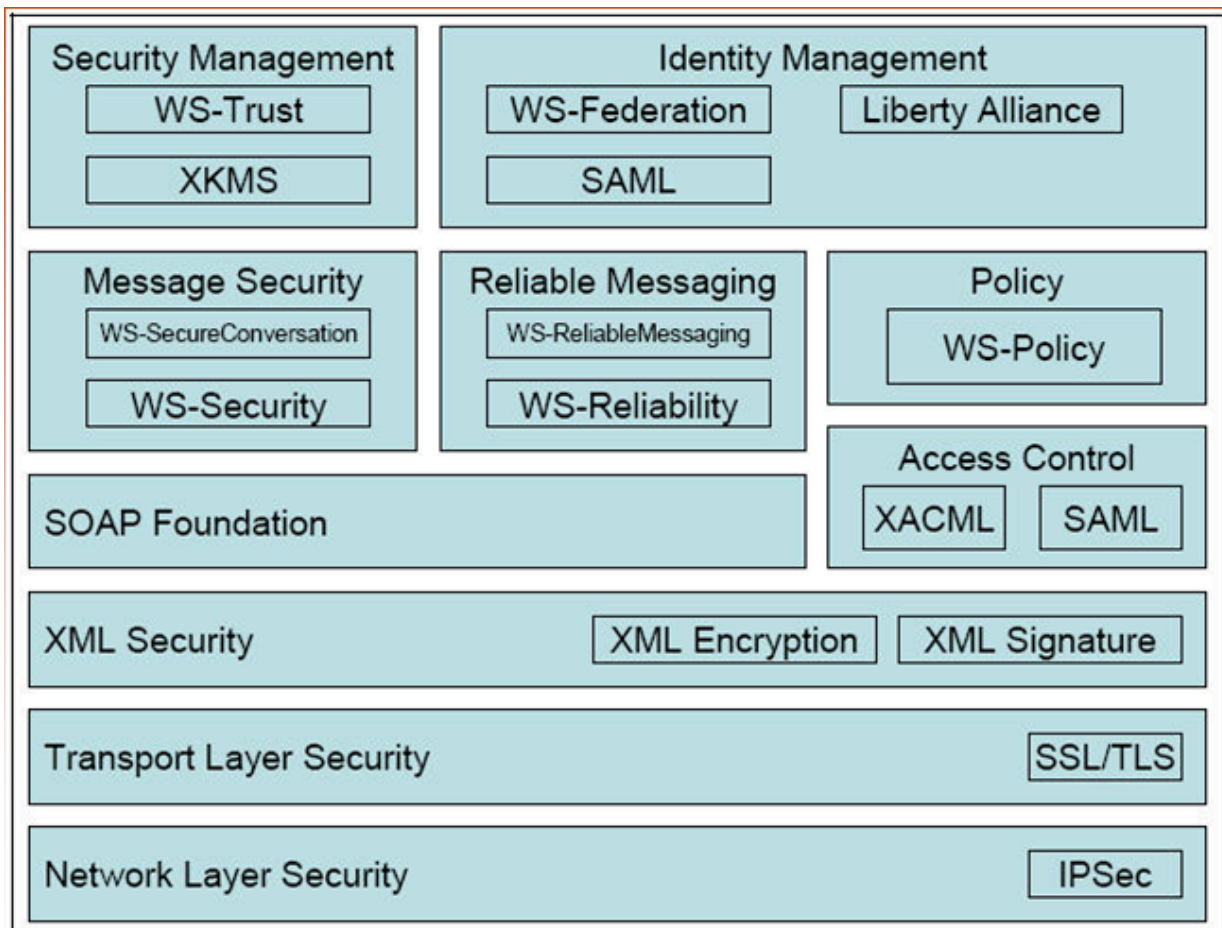 Security Management
WS-Trust
XKMS
Identity Management
WS-Federation
Liberty Alliance
SAML
Message Security
WS-SecureConversation
WS-Security
Reliable Messaging
WS-ReliableMessaging
WS-Reliability
Policy
WS-Policy
Access Control
XACML
SAML
SOAP Foundation
XML Security
XML Encryption
XML Signature
Transport Layer Security
SSL/TLS
Network Layer Security
IPSec